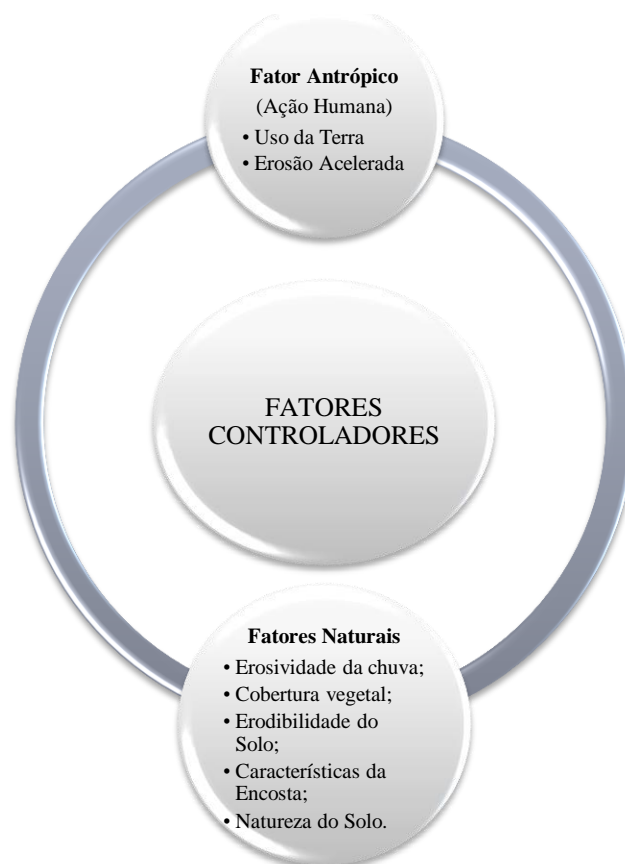 Fator Antrópico
(Ação Humana)
• Uso da Terra
• Erosão Acelerada
FATORES
CONTROLADORES
Fatores Naturais
• Erosividade da chuva;
• Cobertura vegetal;
• Erodibilidade do
Solo;
• Características da
Encosta;
• Natureza do Solo.